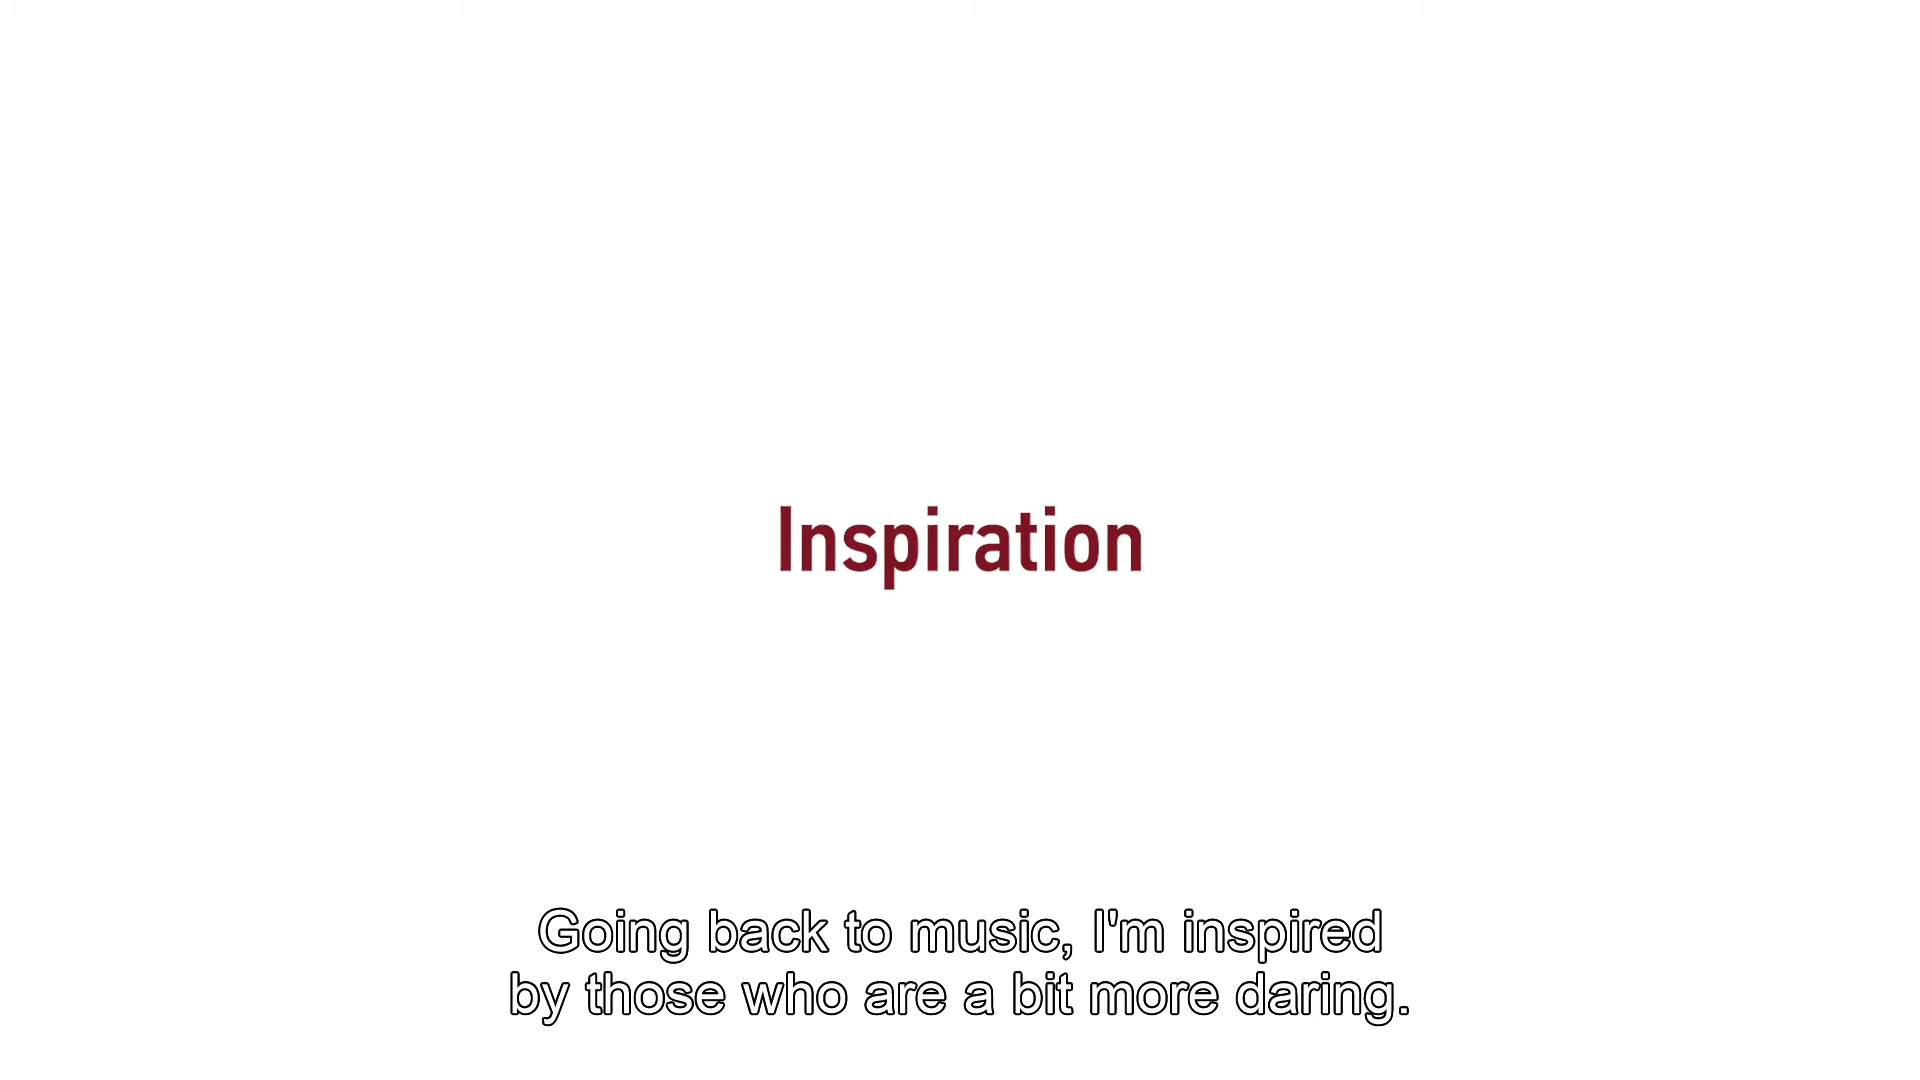 Inspiration
Going back to music, I'm inspired
by those who are a bit more daring.